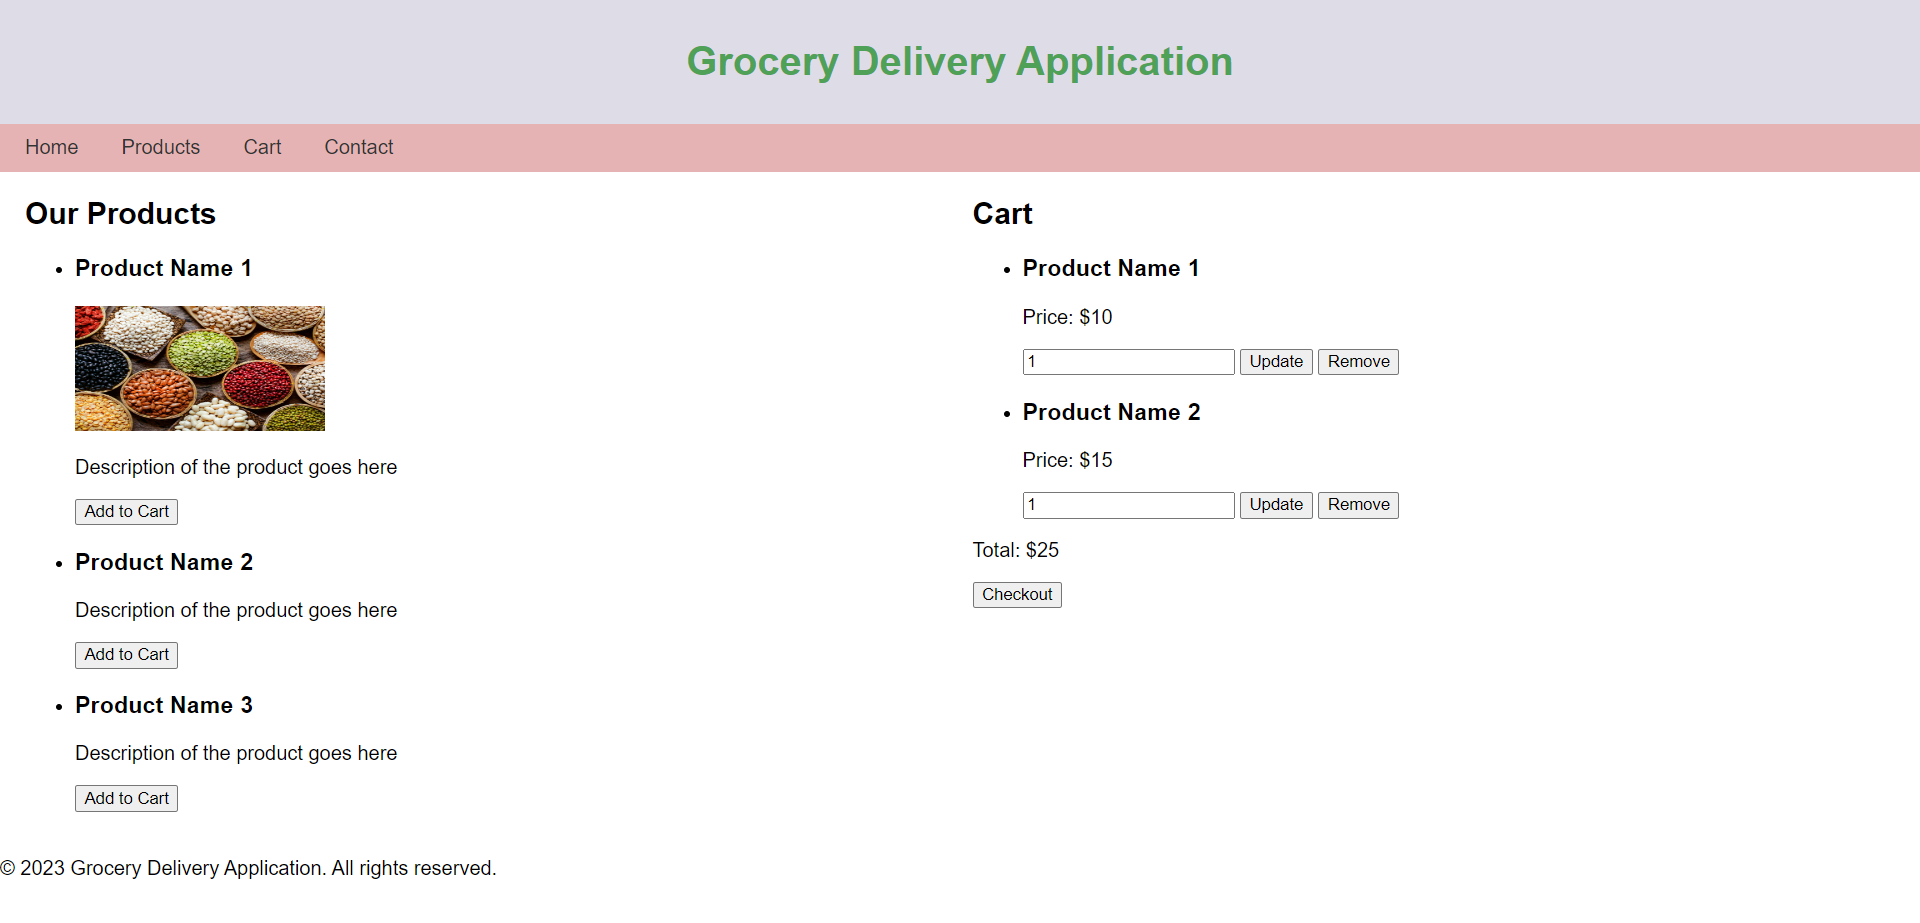 Grocery Delivery Application
Home Products Cart Contact
Our Products
Product Name 1
Description of the product goes here
Add to Cart
Product Name 2
Description of the product goes here
Add to Cart
Product Name 3
Description of the product goes here
Add to Cart
Cart
Product Name 1
Price: $10
1 Update Remove
Product Name 2
Price: $15
1 Update Remove
Total: $25
Checkout
© 2023 Grocery Delivery Application. All rights reserved.